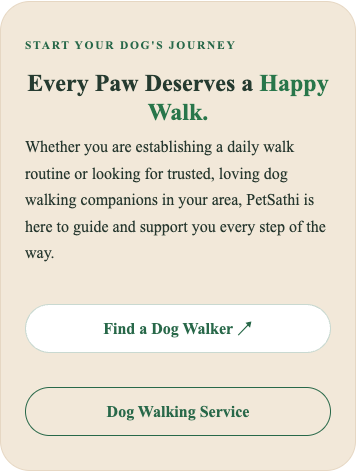 START YOUR DOG'S JOURNEY
Every Paw Deserves a Happy
Walk.
Whether you are establishing a daily walk
routine or looking for trusted, loving dog
walking companions in your area, PetSathi is
here to guide and support you every step of the
way.
Find a Dog Walker ↗
Dog Walking Service